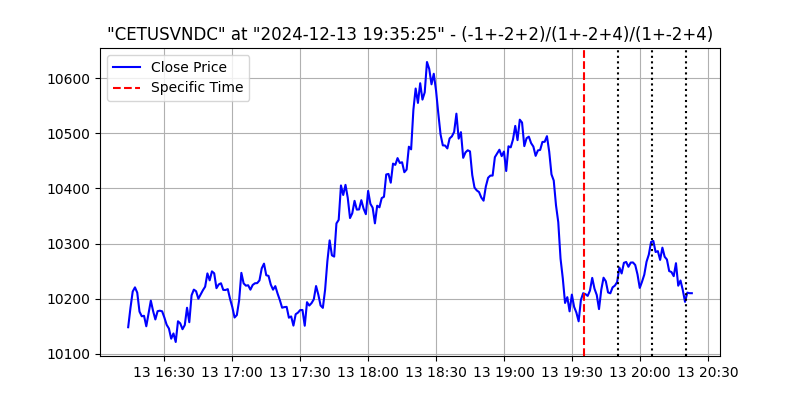 "CETUSVNDC" at "2024-12-13 19:35:25" - (-1+-2+2)/(1+-2+4)/(1+-2+4)
Close Price
Specific Time
10600
10500
10400
10300
10200
10100
13 16:30 13 17:00 13 17:30 13 18:00 13 18:30 13 19:00 13 19:30 13 20:00 13 20:30